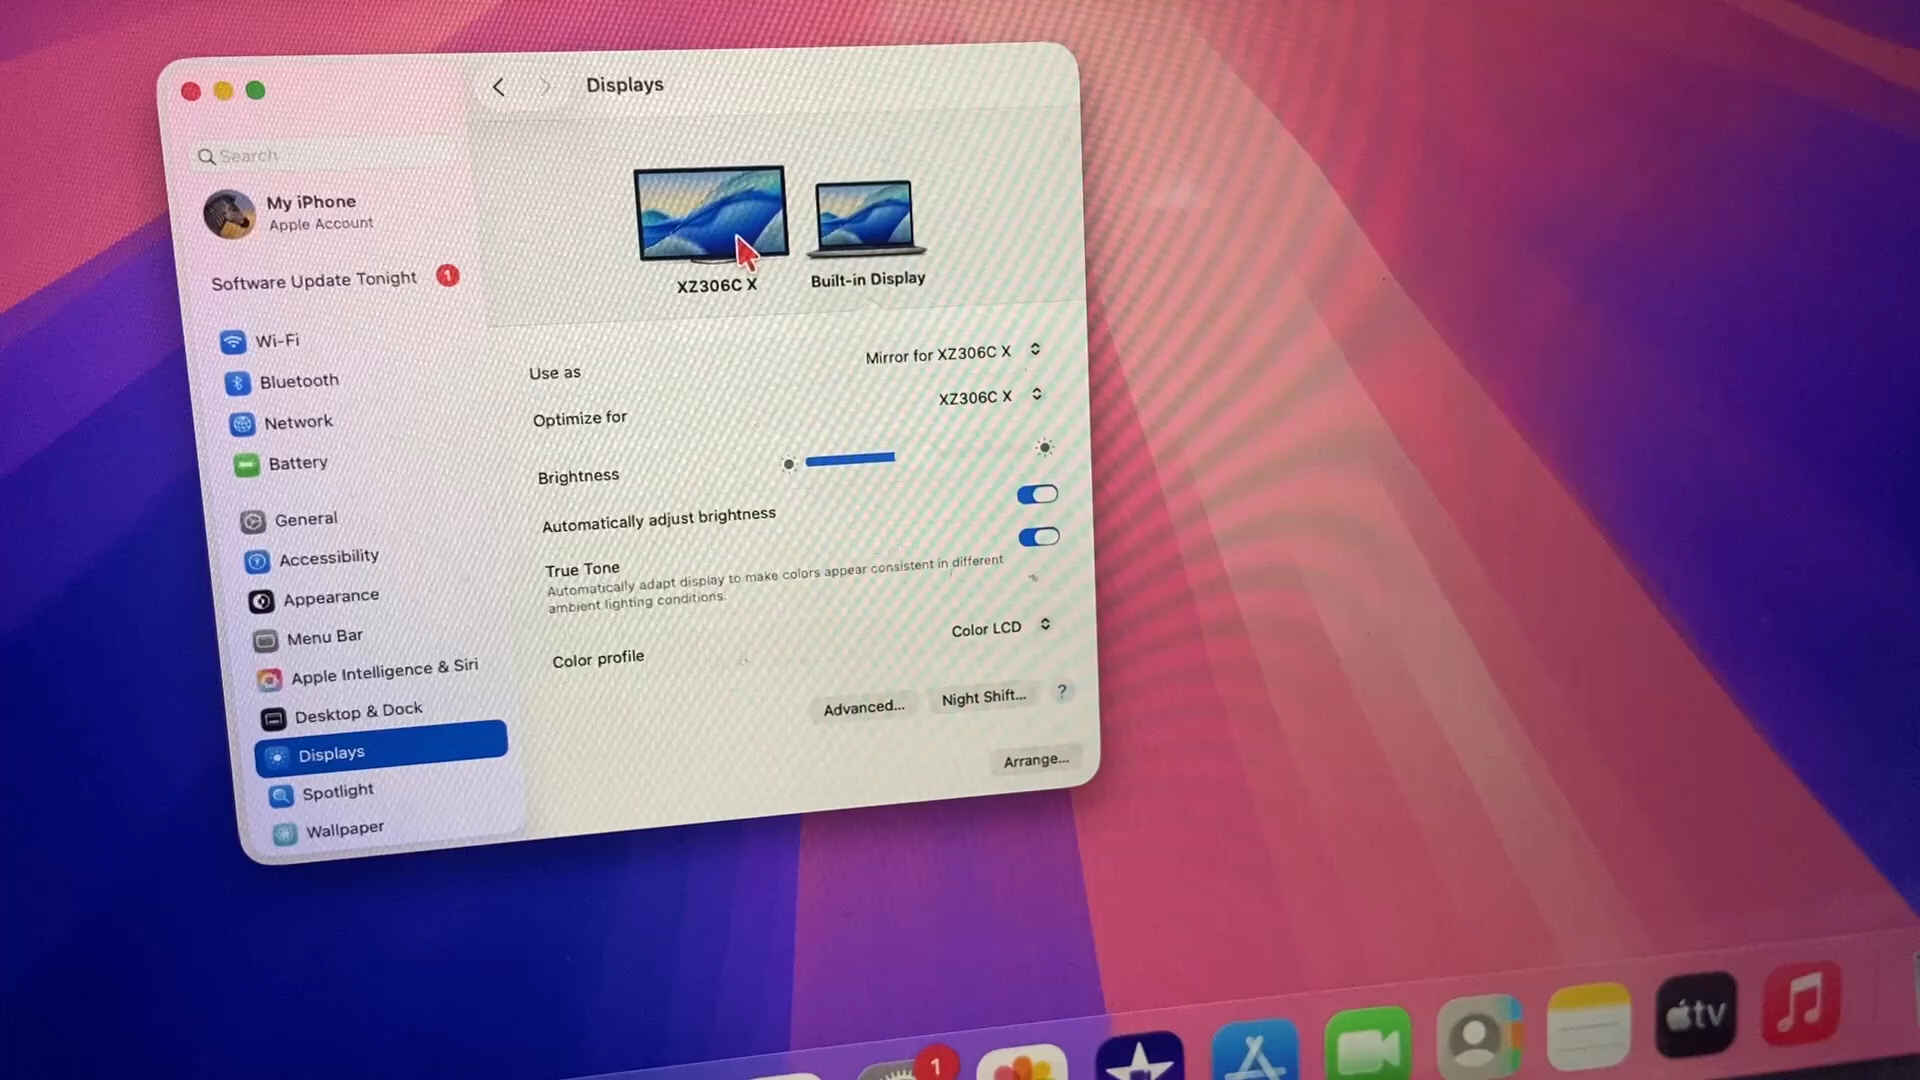 Displays
Search
My iPhone
Apple Account
Software Update Tonight 1
Wi-Fi
Bluetooth
Network
Battery
General
Accessibility
Appearance
Menu Bar
Apple Intelligence & Siri
Desktop & Dock
Displays
Spotlight
Wallpaper
XZ306C X
Built-in Display
Use as
Mirror for XZ306C X
Optimize for
XZ306C X
Brightness
Automatically adjust brightness
True Tone
Automatically adapt display to make colors appear consistent in different
ambient lighting conditions.
Color profile
Color LCD
Advanced...
Night Shift...
?
Arrange...
1
tv